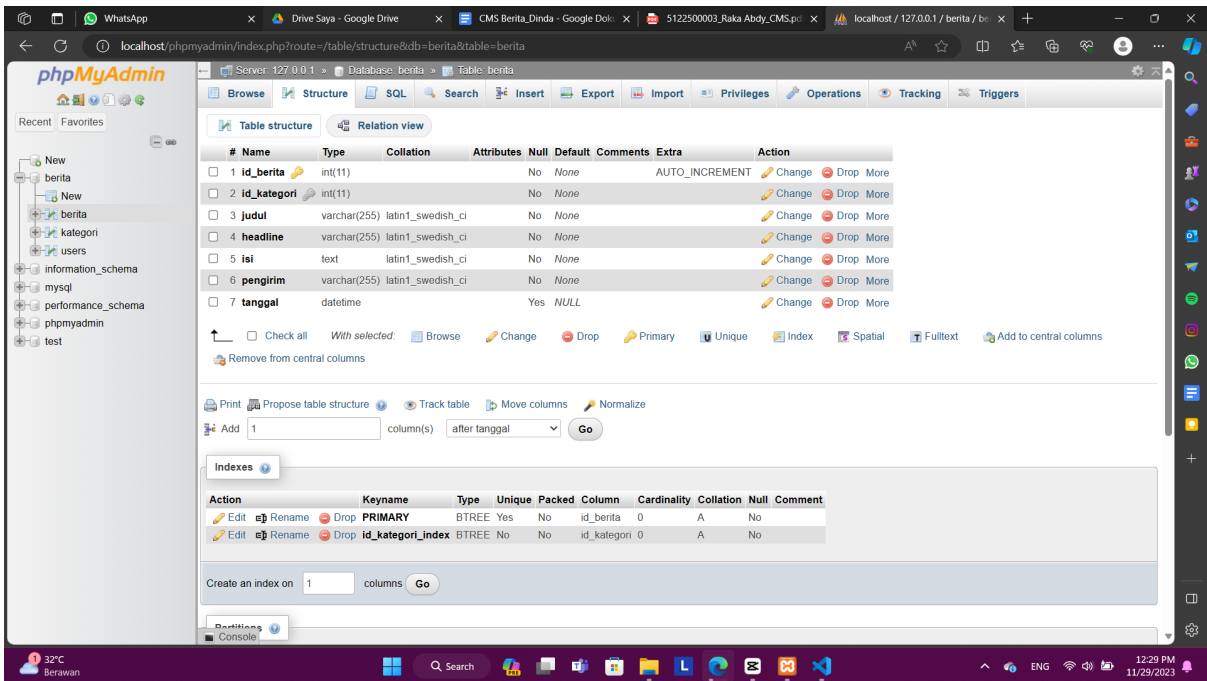 WhatsApp
Drive Saya - Google Drive
CMS Berita_Dinda - Google Doku
5122500003_Raka Abdy_CMS.pd
localhost / 127.0.0.1 / berita / be
localhost/phpmyadmin/index.php?route=/table/structure&db=berita&table=berita
phpMyAdmin
Recent Favorites
New
berita
New
berita
kategori
users
information_schema
mysql
performance_schema
phpmyadmin
test
Server: 127.0.0.1 » Database: berita » Table: berita
Browse Structure SQL Search Insert Export Import Privileges Operations Tracking Triggers
Table structure Relation view
# Name Type Collation Attributes Null Default Comments Extra Action
1 id_berita int(11) No None AUTO_INCREMENT Change Drop More
2 id_kategori int(11) No None Change Drop More
3 judul varchar(255) latin1_swedish_ci No None Change Drop More
4 headline varchar(255) latin1_swedish_ci No None Change Drop More
5 isi text latin1_swedish_ci No None Change Drop More
6 pengirim varchar(255) latin1_swedish_ci No None Change Drop More
7 tanggal datetime Yes NULL Change Drop More
Check all With selected: Browse Change Drop Primary Unique Index Spatial Fulltext Add to central columns
Remove from central columns
Print Propose table structure Track table Move columns Normalize
Add 1 column(s) after tanggal Go
Indexes
Action Keyname Type Unique Packed Column Cardinality Collation Null Comment
Edit Rename Drop PRIMARY BTREE Yes No id_berita 0 A No
Edit Rename Drop id_kategori_index BTREE No No id_kategori 0 A No
Create an index on 1 columns Go
Partitions
Console
1 32°C
Berawan
Search
ENG
12:29 PM
11/29/2023